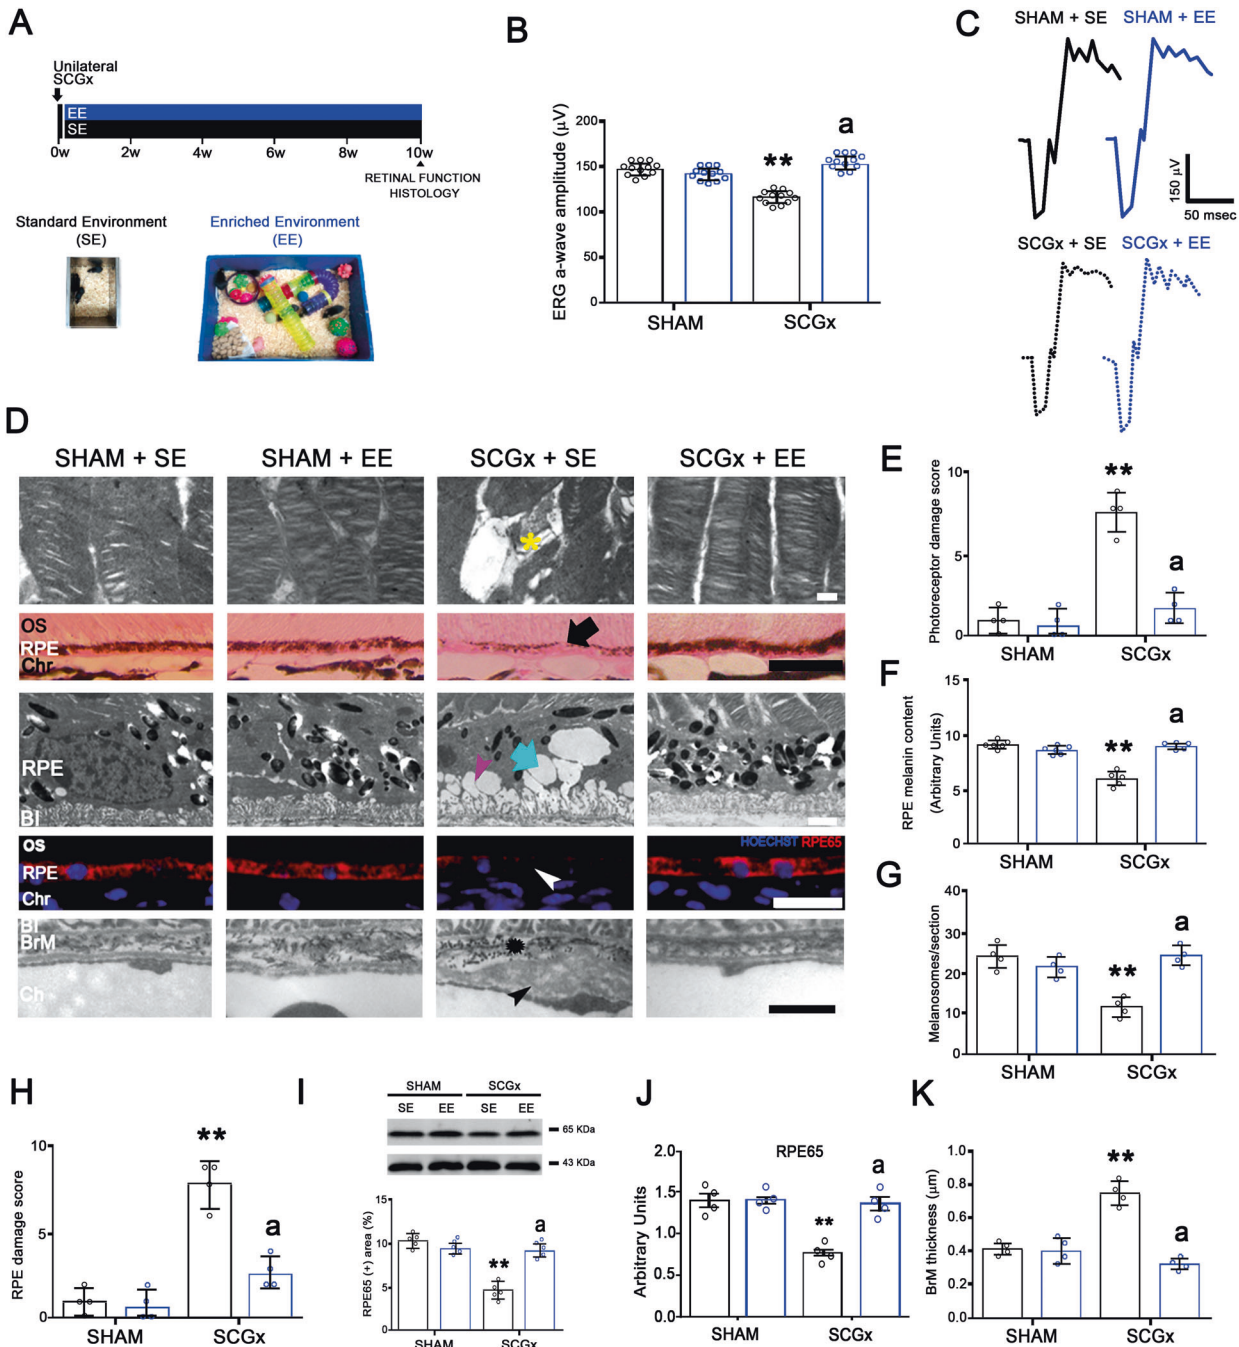 A
Unilateral
SCGx
EE
SE
0w 2w 4w 6w 8w 10w
RETINAL FUNCTION
HISTOLOGY
Standard Environment
(SE)
Enriched Environment
(EE)
B
ERG a-wave amplitude (µV)
200
150
100
50
0
**
a
SHAM SCGx
C
SHAM + SE SHAM + EE
150 µV
50 msec
SCGx + SE SCGx + EE
D
SHAM + SE SHAM + EE SCGx + SE SCGx + EE
*
OS
RPE
Chr
RPE
BI
HOECHST RPE65
OS
RPE
Chr
BI
BrM
Ch
E
Photoreceptor damage score
10
5
0
**
a
SHAM SCGx
F
RPE melanin content
(Arbitrary Units)
15
10
5
0
**
a
SHAM SCGx
G
Melanosomes/section
40
30
20
10
0
**
a
SHAM SCGx
H
RPE damage score
10
5
0
**
a
SHAM SCGx
I
SHAM SCGx
SE EE SE EE
65 KDa
43 KDa
RPE65 (+) area (%)
15
10
5
0
**
a
SHAM SCGx
J
RPE65
Arbitrary Units
2.0
1.5
1.0
0.5
0.0
**
a
SHAM SCGx
K
BrM thickness (µm)
1.0
0.8
0.6
0.4
0.2
0.0
**
a
SHAM SCGx